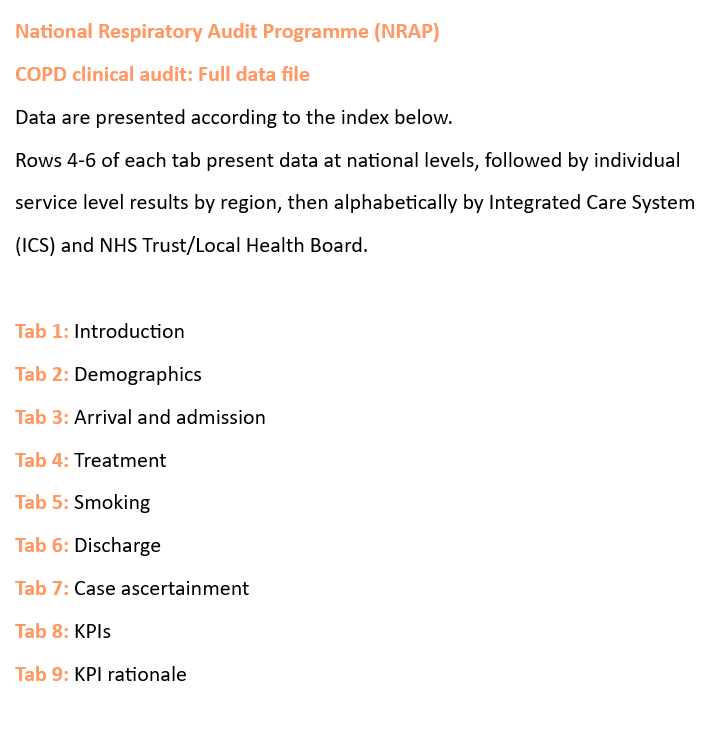 National Respiratory Audit Programme (NRAP)
COPD clinical audit: Full data file
Data are presented according to the index below.
Rows 4-6 of each tab present data at national levels, followed by individual
service level results by region, then alphabetically by Integrated Care System
(ICS) and NHS Trust/Local Health Board.
Tab 1: Introduction
Tab 2: Demographics
Tab 3: Arrival and admission
Tab 4: Treatment
Tab 5: Smoking
Tab 6: Discharge
Tab 7: Case ascertainment
Tab 8: KPIs
Tab 9: KPI rationale